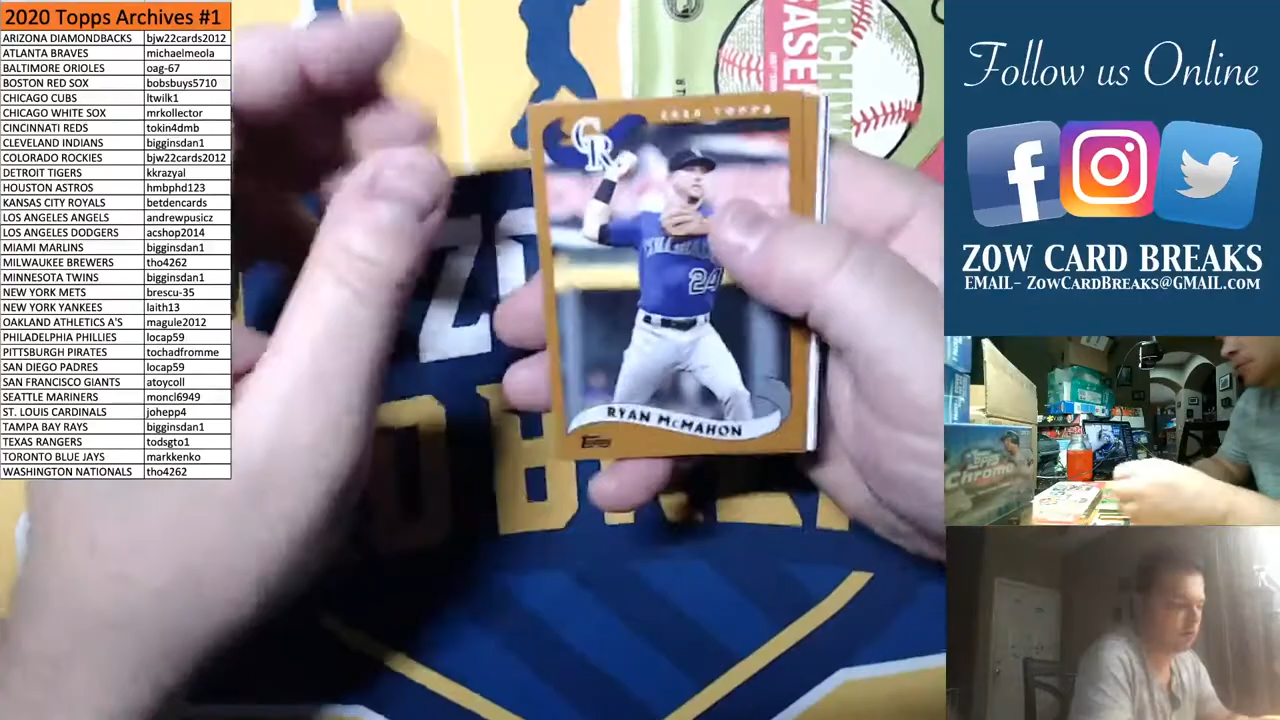 2020 Topps Archives #1
ARIZONA DIAMONDBACKS bjw22cards2012
ATLANTA BRAVES michaelmeola
BALTIMORE ORIOLES oag-67
BOSTON RED SOX bobsbuys5710
CHICAGO CUBS ltwilk1
CHICAGO WHITE SOX mrkollector
CINCINNATI REDS tokin4dmb
CLEVELAND INDIANS bigginsdan1
COLORADO ROCKIES bjw22cards2012
DETROIT TIGERS kkrazyal
HOUSTON ASTROS hmbphd123
KANSAS CITY ROYALS betdencards
LOS ANGELES ANGELS andrewpusicz
LOS ANGELES DODGERS acshop2014
MIAMI MARLINS bigginsdan1
MILWAUKEE BREWERS tho4262
MINNESOTA TWINS bigginsdan1
NEW YORK METS brescu-35
NEW YORK YANKEES laith13
OAKLAND ATHLETICS A'S magule2012
PHILADELPHIA PHILLIES locap59
PITTSBURGH PIRATES tochadfromme
SAN DIEGO PADRES locap59
SAN FRANCISCO GIANTS atoycoll
SEATTLE MARINERS moncl6949
ST. LOUIS CARDINALS johepp4
TAMPA BAY RAYS bigginsdan1
TEXAS RANGERS todsgto1
TORONTO BLUE JAYS markkenko
WASHINGTON NATIONALS tho4262
2020 TOPPS
CR
24
RYAN McMAHON
Topps
Follow us Online
f
ZOW CARD BREAKS
EMAIL- ZowCardBreaks@GMAIL.COM
Topps
Chrome